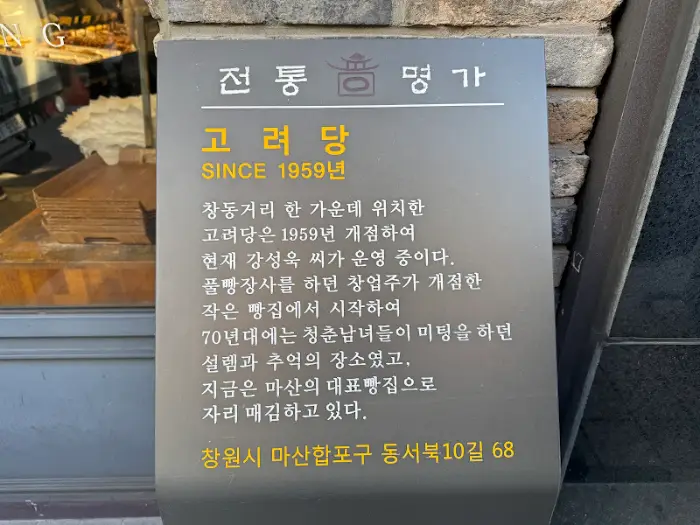 NG
전통 명가
고려당
SINCE 1959년
창동거리 한 가운데 위치한
고려당은 1959년 개점하여
현재 강성욱 씨가 운영 중이다.
풀빵장사를 하던 창업주가 개점한
작은 빵집에서 시작하여
70년대에는 청춘남녀들이 미팅을 하던
설렘과 추억의 장소였고,
지금은 마산의 대표빵집으로
자리 매김하고 있다.
창원시 마산합포구 동서북10길 68